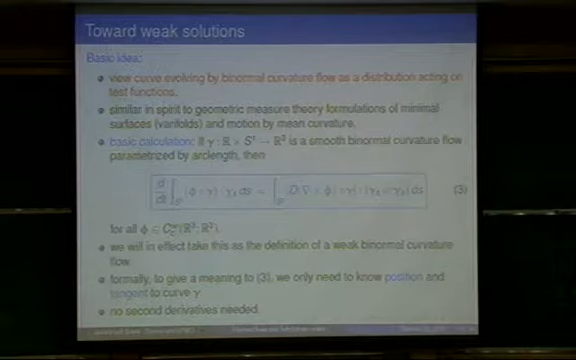 Toward weak solutions
Basic idea:
view curve evolving by binormal curvature flow as a distribution acting on
test functions.
similar in spirit to geometric measure theory formulations of minimal
surfaces (varifolds) and motion by mean curvature.
basic calculation: If γ : ℝ × S¹ → ℝ³ is a smooth binormal curvature flow
parametrized by arclength, then
(3)
for all φ ∈ C
we will in effect take this as the definition of a weak binormal curvature
flow.
formally, to give a meaning to (3), we only need to know position and
tangent to curve γ
no second derivatives needed.